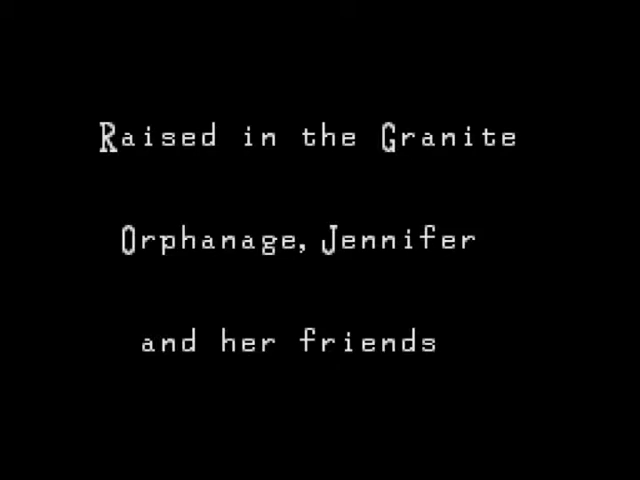 Raised in the Granite
Orphanage, Jennifer
and her friends